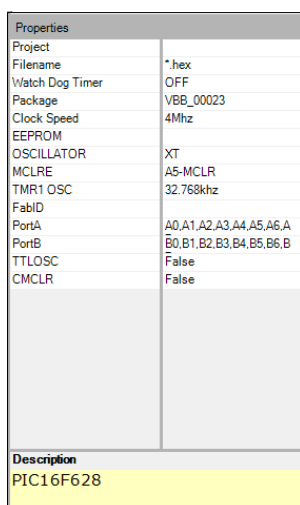 Properties
Project
Filename *.hex
Watch Dog Timer OFF
Package VBB_00023
Clock Speed 4Mhz
EEPROM
OSCILLATOR XT
MCLRE A5-MCLR
TMR1 OSC 32.768khz
FabID
PortA A0,A1,A2,A3,A4,A5,A6,A
PortB B0,B1,B2,B3,B4,B5,B6,B
TTLOSC False
CMCLR False
Description
PIC16F628